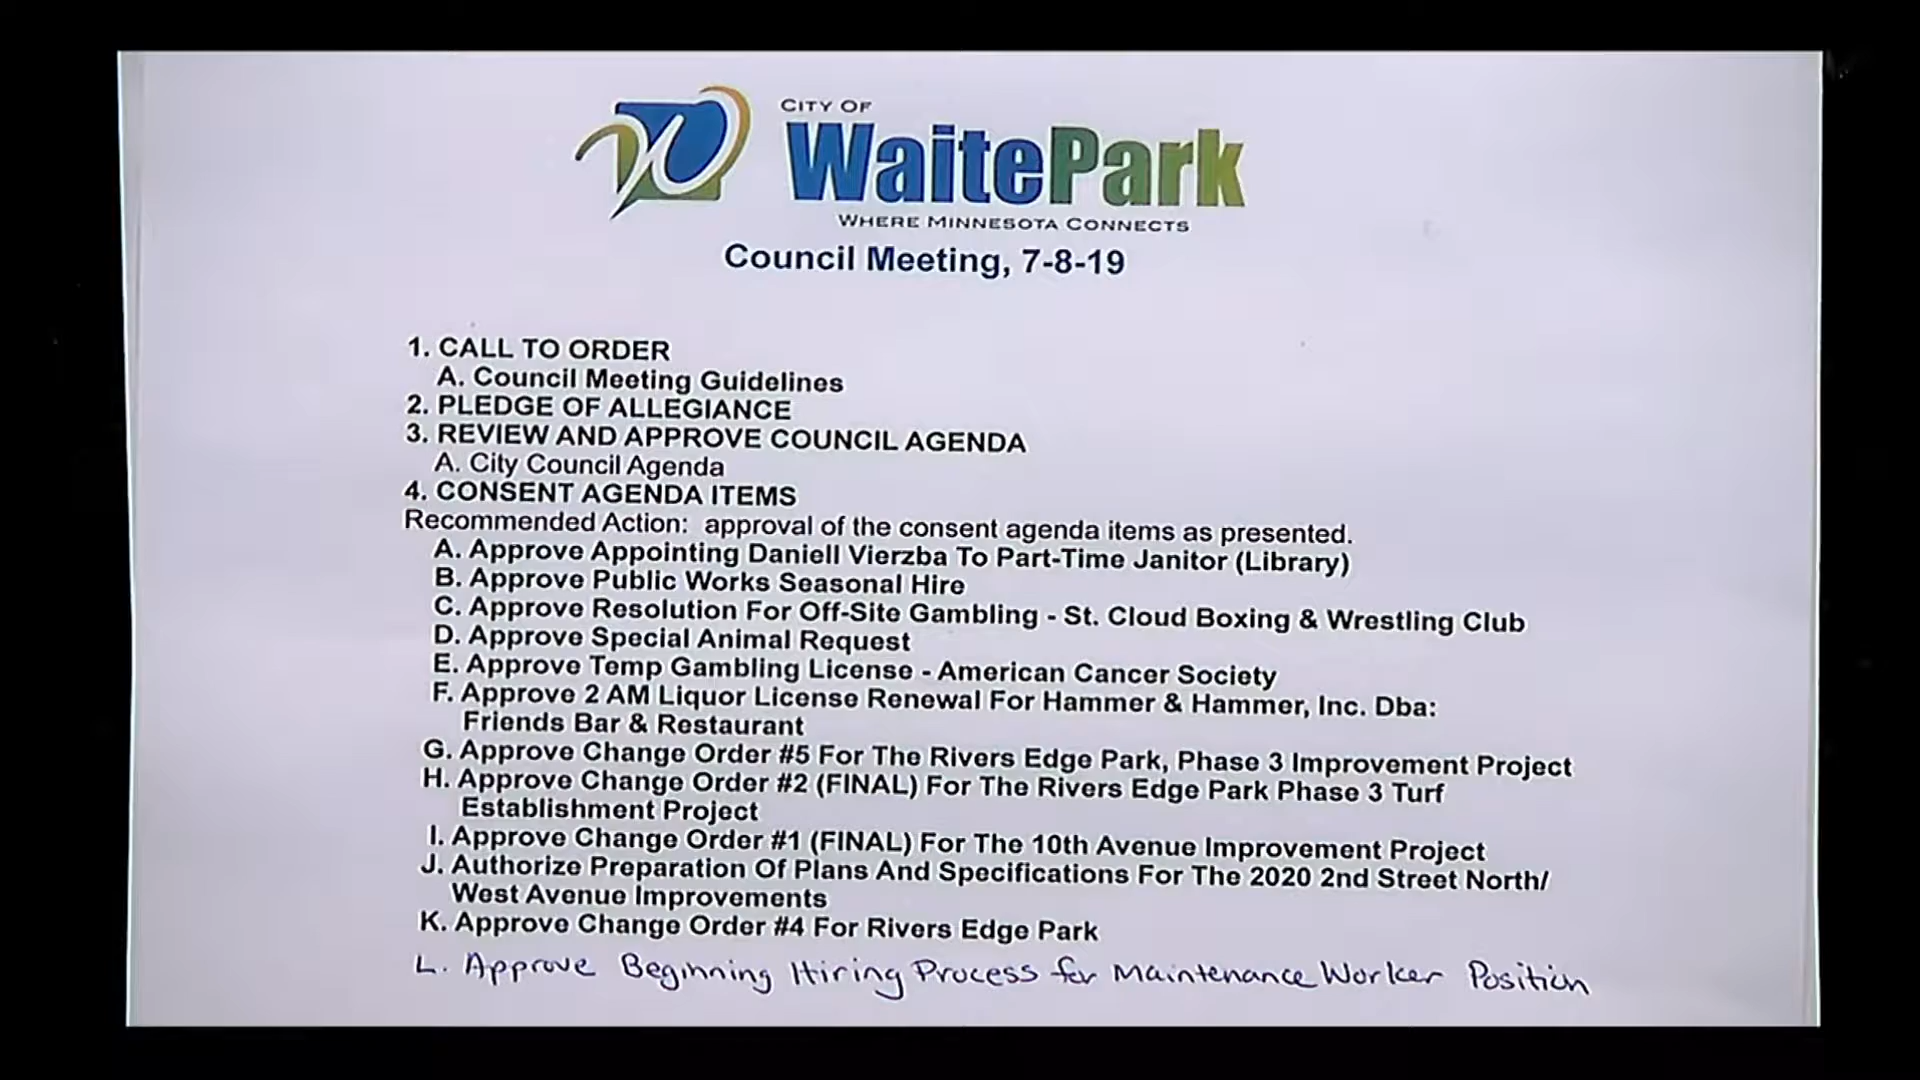 CITY OF
WaitePark
WHERE MINNESOTA CONNECTS
Council Meeting, 7-8-19
1. CALL TO ORDER
A. Council Meeting Guidelines
2. PLEDGE OF ALLEGIANCE
3. REVIEW AND APPROVE COUNCIL AGENDA
A. City Council Agenda
4. CONSENT AGENDA ITEMS
Recommended Action: approval of the consent agenda items as presented.
A. Approve Appointing Daniell Vierzba To Part-Time Janitor (Library)
B. Approve Public Works Seasonal Hire
C. Approve Resolution For Off-Site Gambling - St. Cloud Boxing & Wrestling Club
D. Approve Special Animal Request
E. Approve Temp Gambling License - American Cancer Society
F. Approve 2 AM Liquor License Renewal For Hammer & Hammer, Inc. Dba:
Friends Bar & Restaurant
G. Approve Change Order #5 For The Rivers Edge Park, Phase 3 Improvement Project
H. Approve Change Order #2 (FINAL) For The Rivers Edge Park Phase 3 Turf
Establishment Project
I. Approve Change Order #1 (FINAL) For The 10th Avenue Improvement Project
J. Authorize Preparation Of Plans And Specifications For The 2020 2nd Street North/
West Avenue Improvements
K. Approve Change Order #4 For Rivers Edge Park
L. Approve Beginning Hiring Process for Maintenance Worker Position